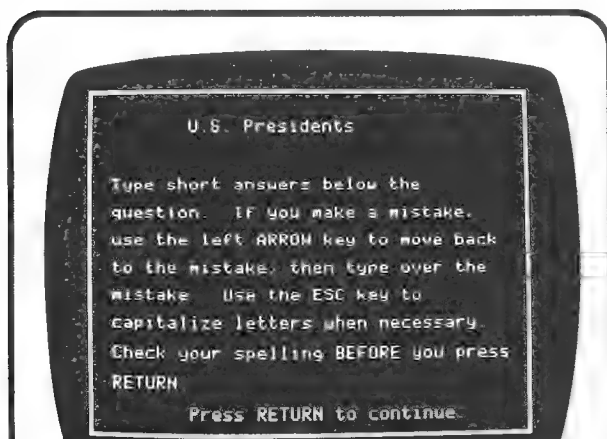 U.S. Presidents
Type short answers below the
question. If you make a mistake,
use the left ARROW key to move back
to the mistake, then type over the
mistake. Use the ESC key to
capitalize letters when necessary.
Check your spelling BEFORE you press
RETURN.
Press RETURN to continue.